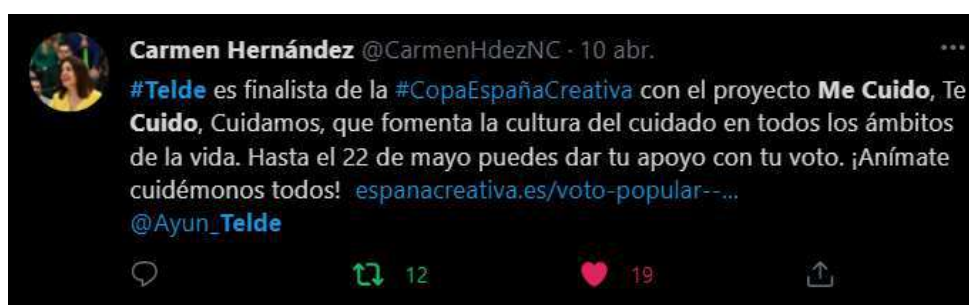 Carmen Hernández @CarmenHdezNC · 10 abr.
#Telde es finalista de la #CopaEspañaCreativa con el proyecto Me Cuido, Te
Cuido, Cuidamos, que fomenta la cultura del cuidado en todos los ámbitos
de la vida. Hasta el 22 de mayo puedes dar tu apoyo con tu voto. ¡Anímate
cuidémonos todos! espanacreativa.es/voto-popular--...
@Ayun_Telde
12 19